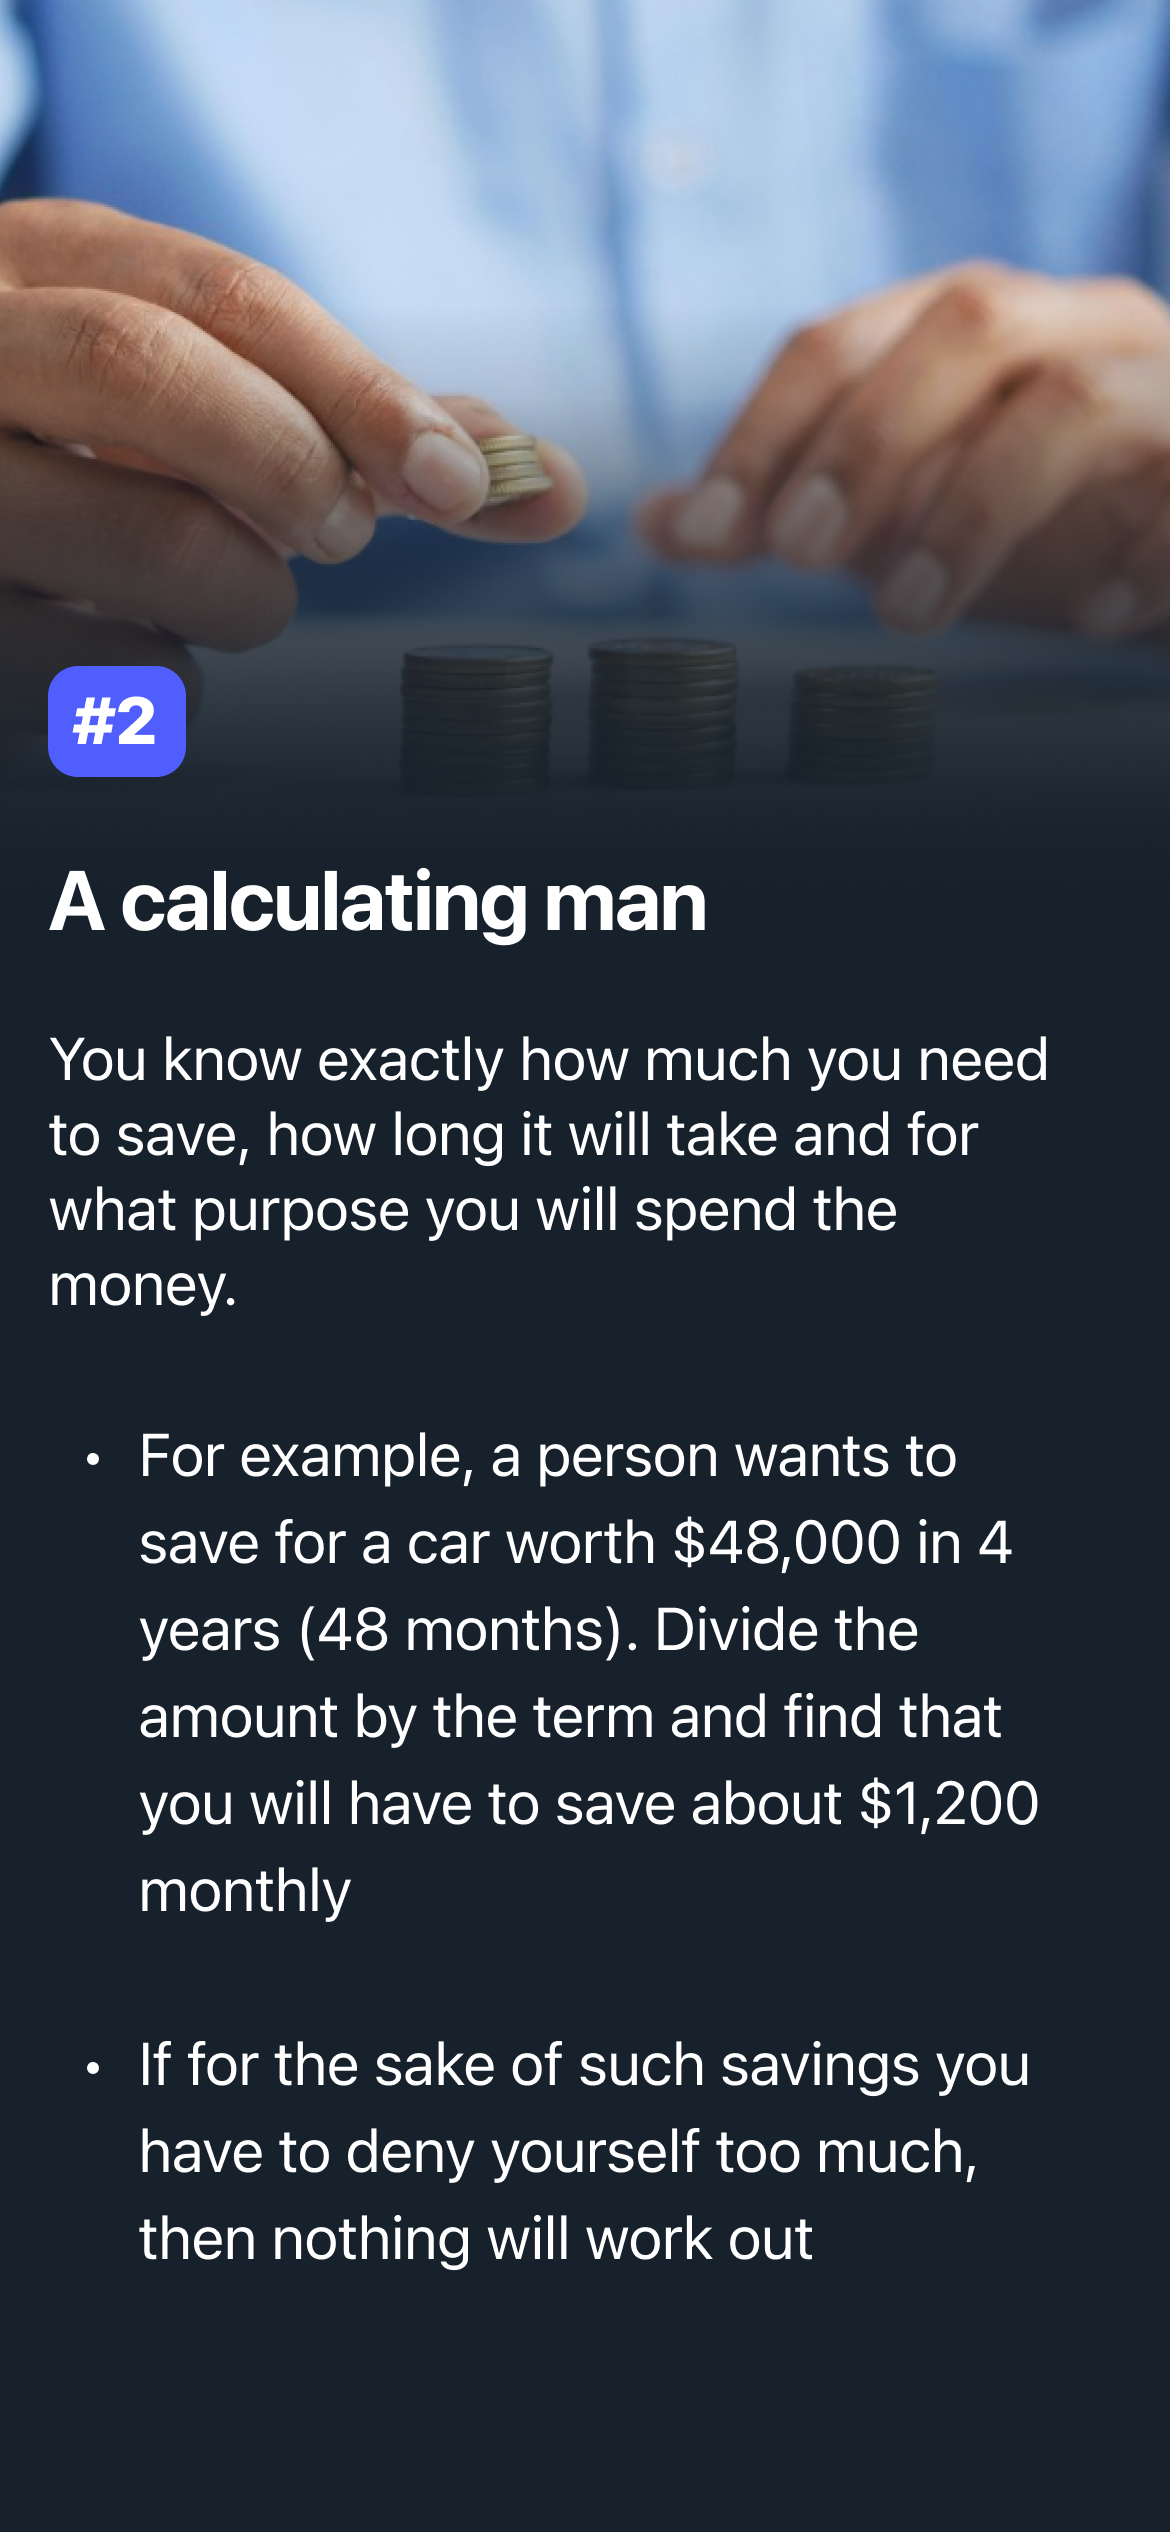 #2
A calculating man
You know exactly how much you need
to save, how long it will take and for
what purpose you will spend the
money.
• For example, a person wants to
save for a car worth $48,000 in 4
years (48 months). Divide the
amount by the term and find that
you will have to save about $1,200
monthly
• If for the sake of such savings you
have to deny yourself too much,
then nothing will work out